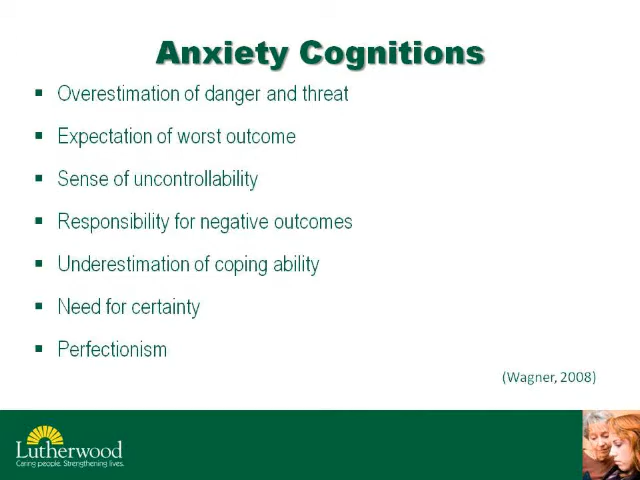 Anxiety Cognitions
▪ Overestimation of danger and threat
▪ Expectation of worst outcome
▪ Sense of uncontrollability
▪ Responsibility for negative outcomes
▪ Underestimation of coping ability
▪ Need for certainty
▪ Perfectionism
(Wagner, 2008)
Lutherwood
Caring people. Strengthening lives.